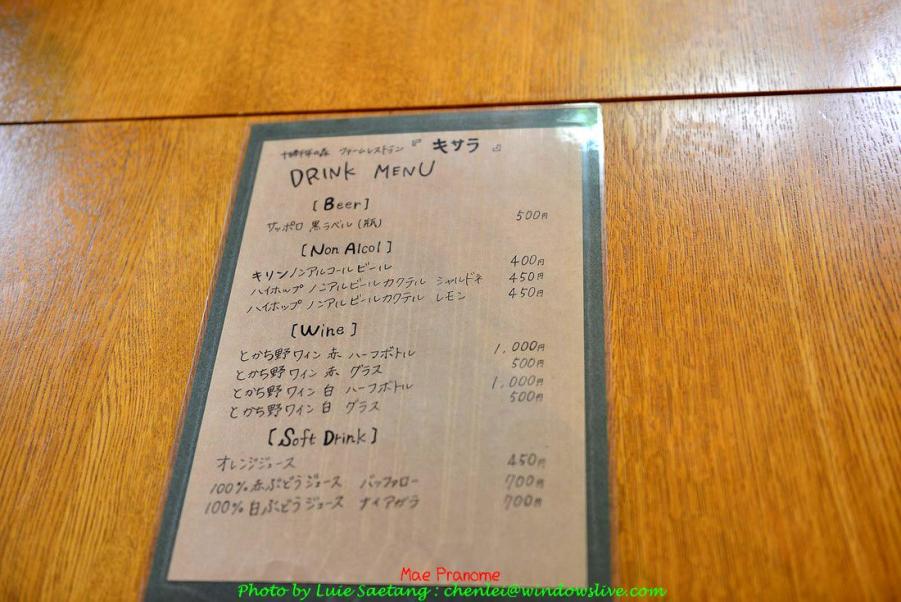 十勝千年の森 ファームレストラン 『 キサラ 』
DRINK MENU
[Beer]
サッポロ 黒ラベル (瓶) 500円
[Non Alcol]
キリンノンアルコールビール 400円
ハイホップ ノンアルビールカクテル シャルドネ 450円
ハイホップ ノンアルビールカクテル レモン 450円
[Wine]
とかち野ワイン 赤 ハーフボトル 1,000円
とかち野ワイン 赤 グラス 500円
とかち野ワイン 白 ハーフボトル 1,000円
とかち野ワイン 白 グラス 500円
[Soft Drink]
オレンジジュース 450円
100%赤ぶどうジュース バッファロー 700円
100%白ぶどうジュース ナイアガラ 700円
Mae Pranome
Photo by Luie Saetang : chenlei@windowslive.com